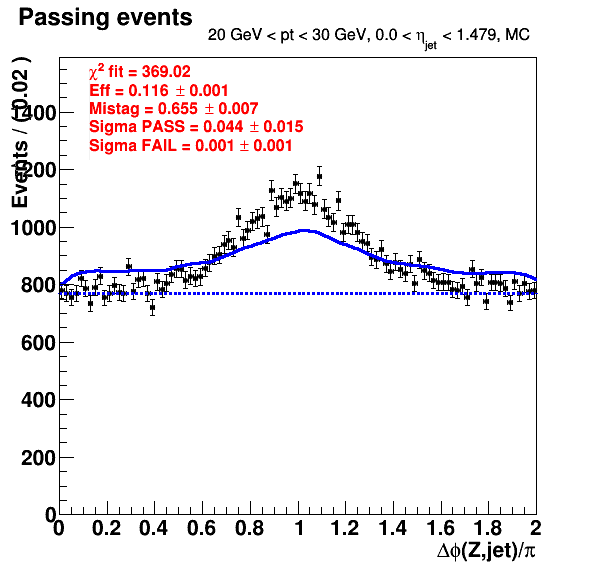 Passing events
20 GeV < pt < 30 GeV, 0.0 < η_jet < 1.479, MC
χ² fit = 369.02
Eff = 0.116 ± 0.001
Mistag = 0.655 ± 0.007
Sigma PASS = 0.044 ± 0.015
Sigma FAIL = 0.001 ± 0.001
Events / ( 0.02 )
1400
1200
1000
800
600
400
200
0
0 0.2 0.4 0.6 0.8 1 1.2 1.4 1.6 1.8 2
Δϕ(Z,jet)/π